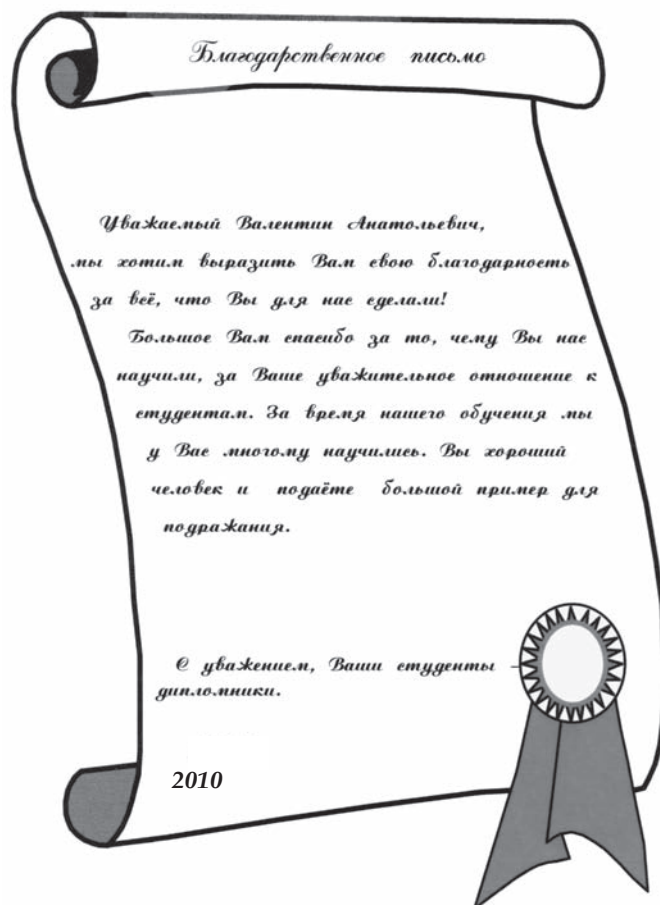 Благодарственное письмо
Уважаемый Валентин Анатольевич,
мы хотим выразить Вам свою благодарность
за всё, что Вы для нас сделали!
Большое Вам спасибо за то, чему Вы нас
научили, за Ваше уважительное отношение к
студентам. За время нашего обучения мы
у Вас многому научились. Вы хороший
человек и подаёте большой пример для
подражания.
С уважением, Ваши студенты -
дипломники.
2010